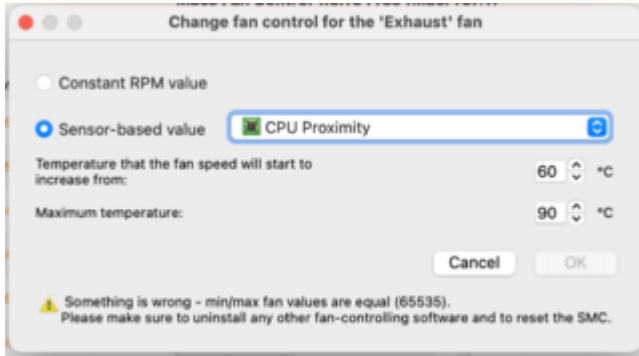 Change fan control for the 'Exhaust' fan
Constant RPM value
Sensor-based value
CPU Proximity
Temperature that the fan speed will start to
increase from:
60
°C
Maximum temperature:
90
°C
Cancel
OK
Something is wrong - min/max fan values are equal (65535).
Please make sure to uninstall any other fan-controlling software and to reset the SMC.